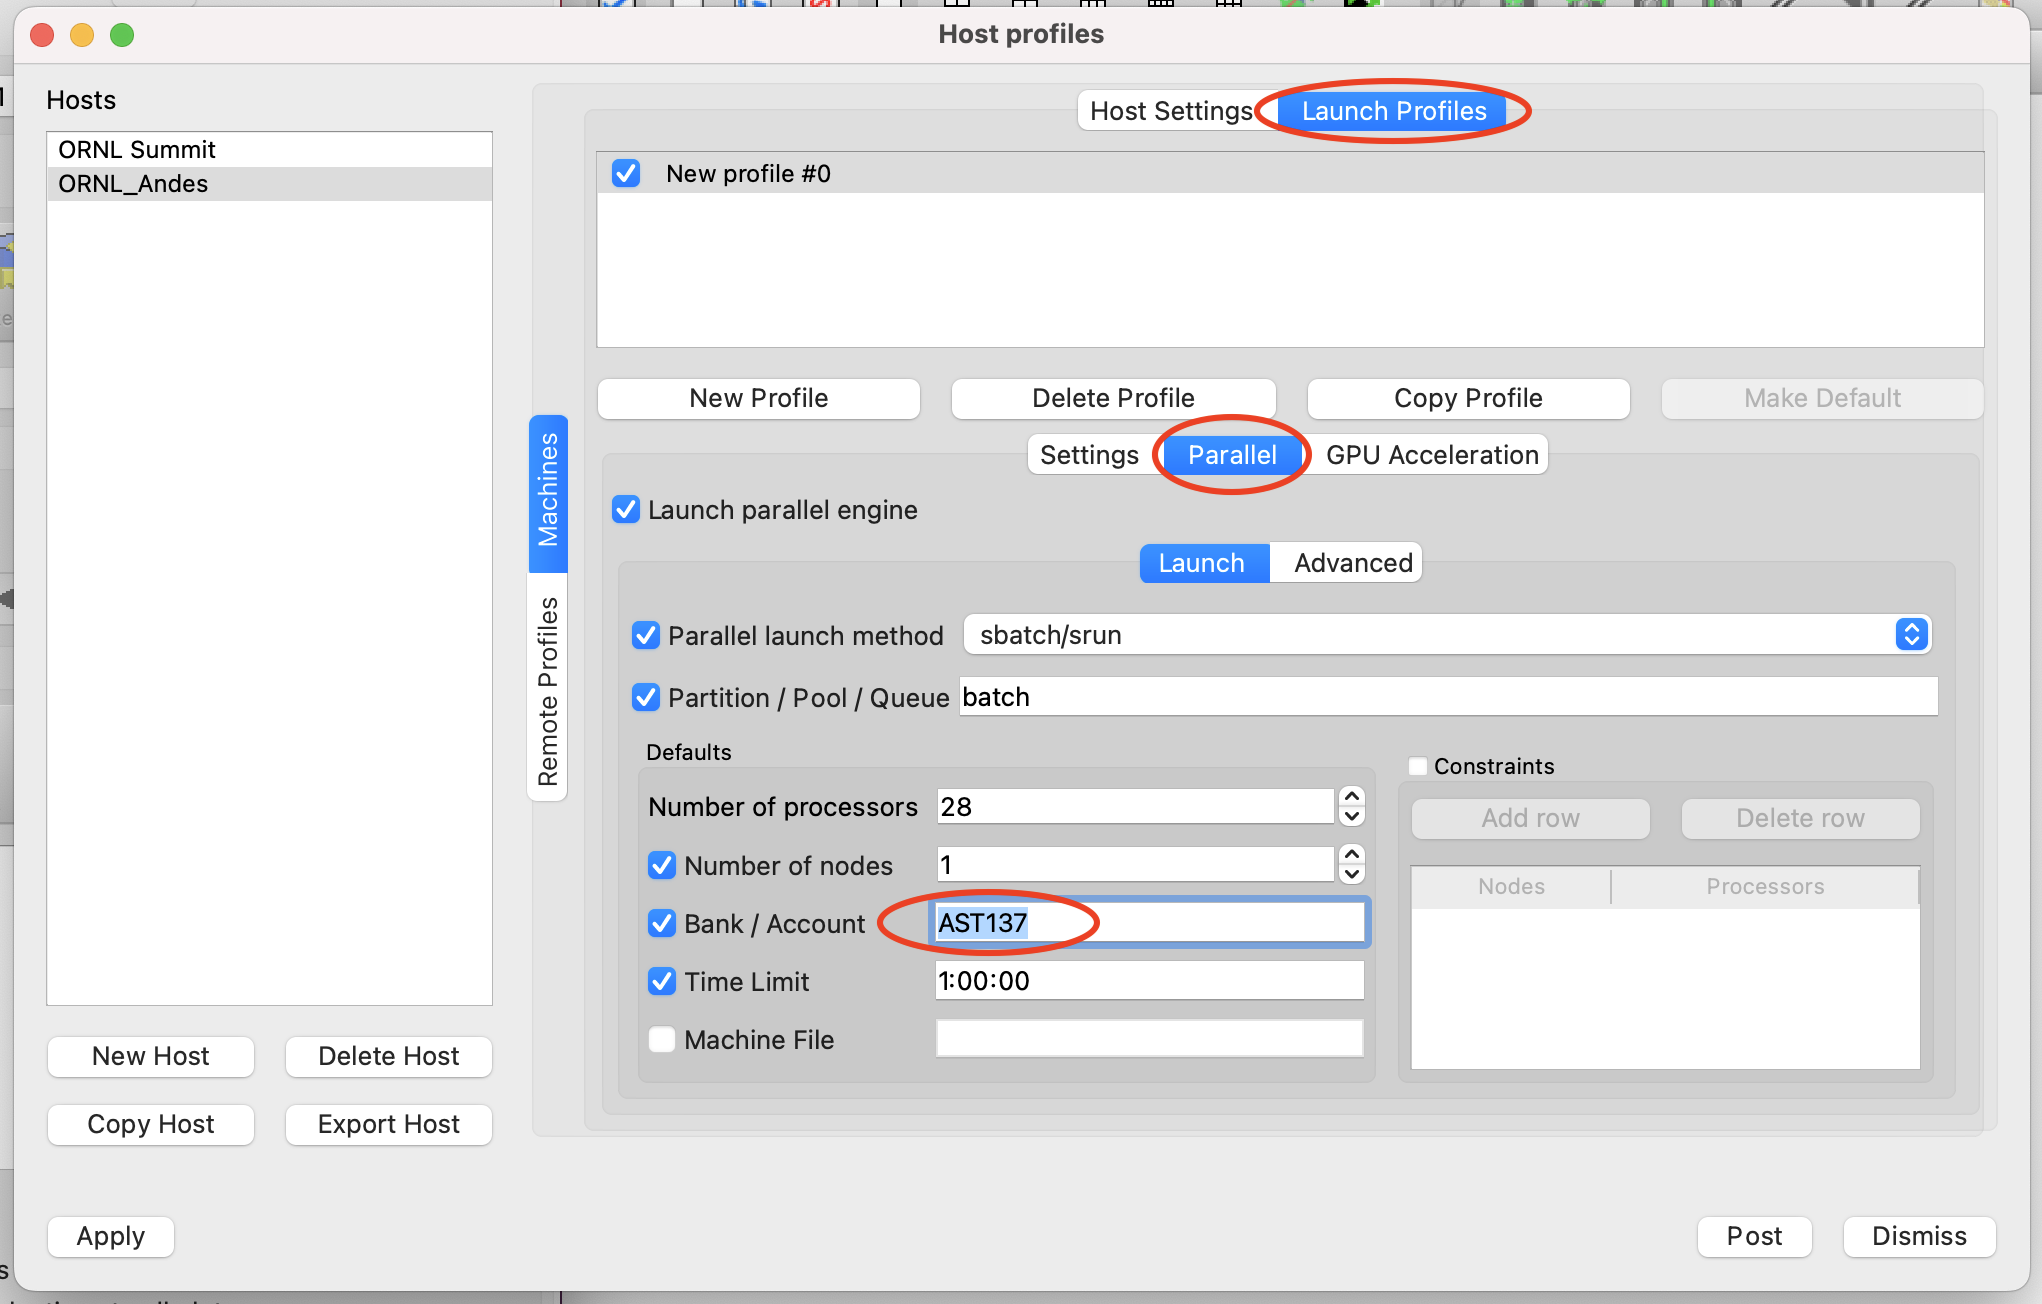 Host profiles
Hosts
ORNL Summit
ORNL_Andes
New Host
Delete Host
Copy Host
Export Host
Machines
Remote Profiles
Host Settings
Launch Profiles
New profile #0
New Profile
Delete Profile
Copy Profile
Make Default
Settings
Parallel
GPU Acceleration
Launch parallel engine
Launch
Advanced
Parallel launch method
sbatch/srun
Partition / Pool / Queue
batch
Defaults
Number of processors
28
Number of nodes
1
Bank / Account
AST137
Time Limit
1:00:00
Machine File
Constraints
Add row
Delete row
Nodes
Processors
Apply
Post
Dismiss